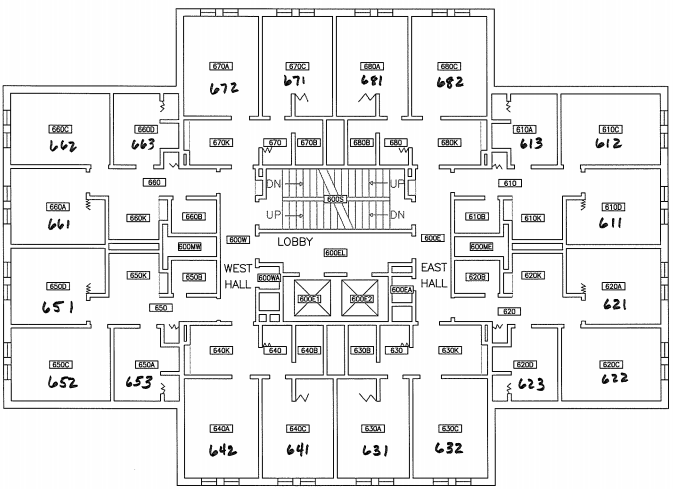 670A 670C 680A 680C
672 671 681 682
660C 660D 610A 610C
662 663 613 612
670K 670 670B 680B 680 680K
660 610
DN UP
600S
660A 660K 660B 610B 610K 610D
661 611
UP DN
600W LOBBY 600E
600MW 600EL 600ME
WEST HALL
EAST HALL
650D 650K 650B 600WA 600EA 620B 620K 620A
651 621
600E1 600E2
650 620
640K 640 640B 630B 630 630K
650C 650A 620D 620C
652 653 623 622
640A 640C 630A 630C
642 641 631 632